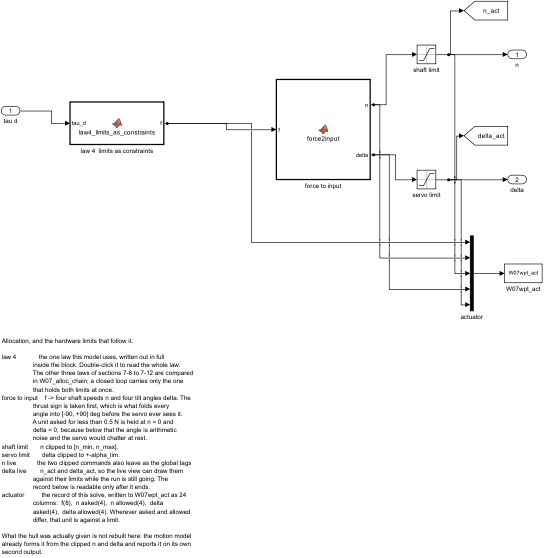 n_act
1
n
shaft limit
1
tau d
tau_d
law4_limits_as_constraints
f
law 4 limits as constraints
f
force2input
n
delta
force to input
delta_act
2
delta
servo limit
W07wpt_act
W07wpt_act
actuator
Allocation, and the hardware limits that follow it.
law 4 the one law this model uses, written out in full
inside the block. Double-click it to read the whole law.
The other three laws of sections 7-8 to 7-12 are compared
in W07_alloc_chain; a closed loop carries only the one
that holds both limits at once.
force to input f -> four shaft speeds n and four tilt angles delta. The
thrust sign is taken first, which is what folds every
angle into [-90, +90] deg before the servo ever sees it.
A unit asked for less than 0.5 N is held at n = 0 and
delta = 0, because below that the angle is arithmetic
noise and the servo would chatter at rest.
shaft limit n clipped to [n_min, n_max].
servo limit delta clipped to +-alpha_lim.
n live the two clipped commands also leave as the global tags
delta live n_act and delta_act, so the live view can draw them
against their limits while the run is still going. The
record below is readable only after it ends.
actuator the record of this solve, written to W07wpt_act as 24
columns: f(8), n asked(4), n allowed(4), delta
asked(4), delta allowed(4). Wherever asked and allowed
differ, that unit is against a limit.
What the hull was actually given is not rebuilt here: the motion model
already forms it from the clipped n and delta and reports it on its own
second output.